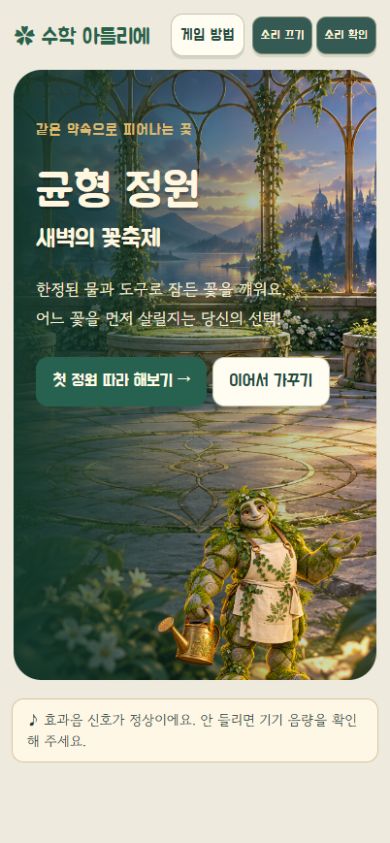 수학 아틀리에
게임 방법
소리 끄기
소리 확인
같은 약속으로 피어나는 꽃
균형 정원
새벽의 꽃축제
한정된 물과 도구로 잠든 꽃을 깨워요.
어느 꽃을 먼저 살릴지는 당신의 선택!
첫 정원 따라 해보기 →
이어서 가꾸기
♪ 효과음 신호가 정상이에요. 안 들리면 기기 음량을 확인
해 주세요.